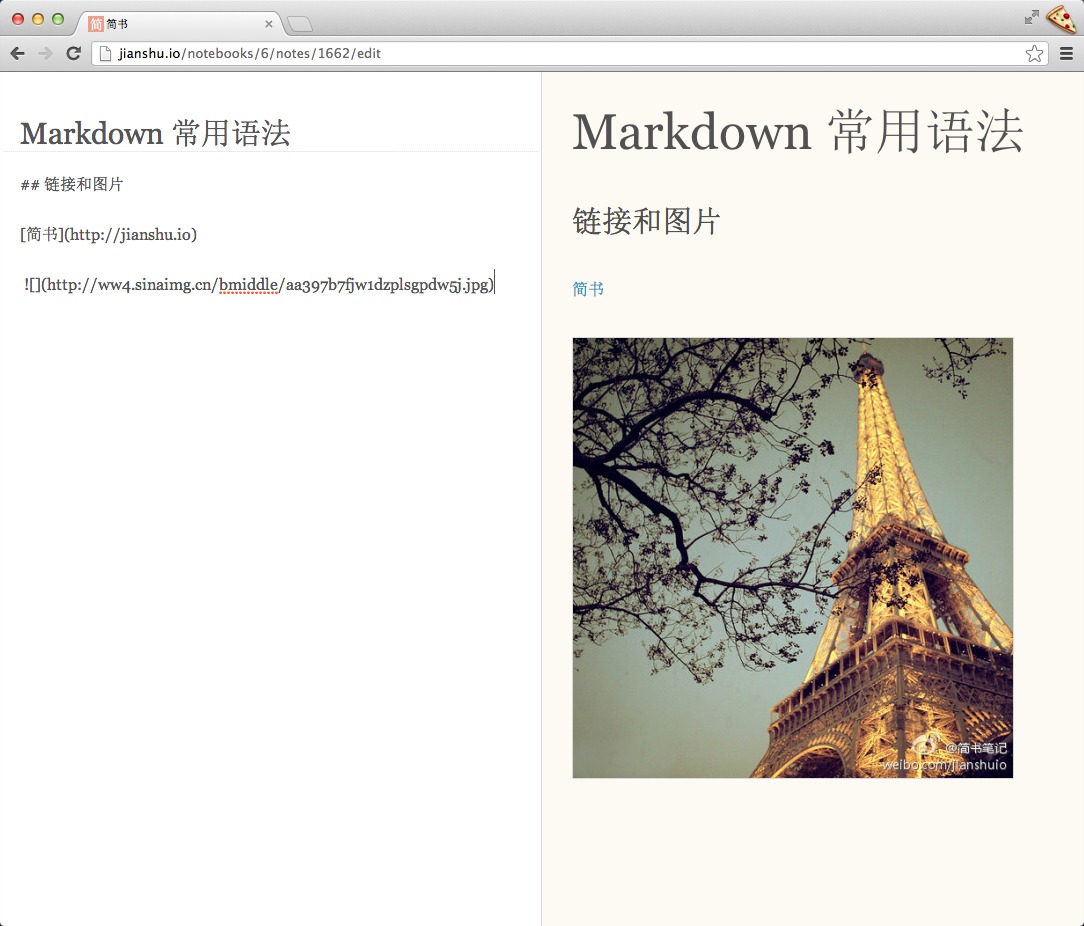 简 简书
jianshu.io/notebooks/6/notes/1662/edit
Markdown 常用语法
## 链接和图片
[简书](http://jianshu.io)
![](http://ww4.sinaimg.cn/bmiddle/aa397b7fjw1dzplsgpdw5j.jpg)
Markdown 常用语法
链接和图片
简书
@简书笔记
weibo.com/jianshuio